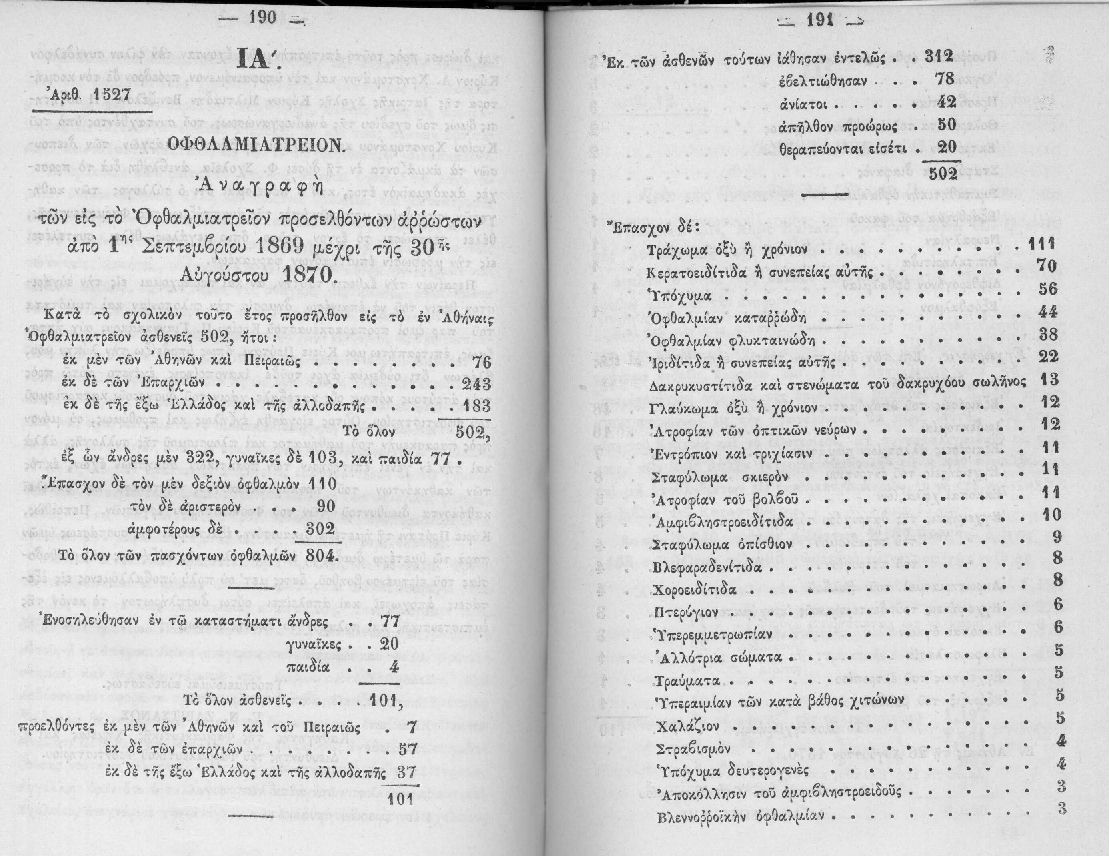 — 190 —
ΙΑ΄.
Ἀριθ. 1527
ΟΦΘΑΛΜΙΑΤΡΕΙΟΝ.
Ἀναγραφὴ
τῶν εἰς τὸ Ὀφθαλμιατρεῖον προσελθόντων ἀῤῥώστων
ἀπὸ 1ης Σεπτεμβρίου 1869 μέχρι τῆς 30ης
Αὐγούστου 1870.
Κατὰ τὸ σχολικὸν τοῦτο ἔτος προσῆλθον εἰς τὸ ἐν Ἀθήναις
Ὀφθαλμιατρεῖον ἀσθενεῖς 502, ἤτοι:
ἐκ μὲν τῶν Ἀθηνῶν καὶ Πειραιῶς . . . . . . . 76
ἐκ δὲ τῶν Ἐπαρχιῶν . . . . . . . . . . . 243
ἐκ δὲ τῆς ἔξω Ἑλλάδος καὶ τῆς ἀλλοδαπῆς . . . . . 183
Τὸ ὅλον 502,
ἐξ ὧν ἄνδρες μὲν 322, γυναῖκες δὲ 103, καὶ παιδία 77.
Ἔπασχον δὲ τὸν μὲν δεξιὸν ὀφθαλμὸν 110
τὸν δὲ ἀριστερὸν . . 90
ἀμφοτέρους δὲ . . . 302
Τὸ ὅλον τῶν πασχόντων ὀφθαλμῶν 804.
Ἐνοσηλεύθησαν ἐν τῷ καταστήματι ἄνδρες . . 77
γυναῖκες . . 20
παιδία . . 4
Τὸ ὅλον ἀσθενεῖς . . . . 101,
προελθόντες ἐκ μὲν τῶν Ἀθηνῶν καὶ τοῦ Πειραιῶς . 7
ἐκ δὲ τῶν ἐπαρχιῶν . . . . . . . 57
ἐκ δὲ τῆς ἔξω Ἑλλάδος καὶ τῆς ἀλλοδαπῆς 37
101
— 191 —
Ἐκ τῶν ἀσθενῶν τούτων ἰάθησαν ἐντελῶς . . 312
ἐβελτιώθησαν . . . 78
ἀνίατοι . . . . . 42
ἀπῆλθον προώρως . 50
θεραπεύονται εἰσέτι . 20
502
Ἔπασχον δέ:
Τράχωμα ὀξὺ ἢ χρόνιον . . . . . . . . . . 111
Κερατοειδίτιδα ἢ συνεπείας αὐτῆς . . . . . . . . 70
Ὑπόχυμα . . . . . . . . . . . . . . . 56
Ὀφθαλμίαν καταῤῥώδη . . . . . . . . . . 44
Ὀφθαλμίαν φλυκταινώδη . . . . . . . . . . 38
Ἰριδίτιδα ἢ συνεπείας αὐτῆς . . . . . . . . . . 22
Δακρυκυστίτιδα καὶ στενώματα τοῦ δακρυχόου σωλῆνος 13
Γλαύκωμα ὀξὺ ἢ χρόνιον . . . . . . . . . . 12
Ἀτροφίαν τῶν ὀπτικῶν νεύρων . . . . . . . . . 12
Ἐντρόπιον καὶ τριχίασιν . . . . . . . . . . 11
Σταφύλωμα σκιερὸν . . . . . . . . . . . . 11
Ἀτροφίαν τοῦ βολβοῦ . . . . . . . . . . . 11
Ἀμφιβληστροειδίτιδα . . . . . . . . . . . . 10
Σταφύλωμα ὀπίσθιον . . . . . . . . . . . 9
Βλεφαραδενίτιδα . . . . . . . . . . . . . 8
Χοροειδίτιδα . . . . . . . . . . . . . . 8
Πτερύγιον . . . . . . . . . . . . . . . 6
Ὑπερεμμετρωπίαν . . . . . . . . . . . . 6
Ἀλλότρια σώματα . . . . . . . . . . . . 5
Τραύματα . . . . . . . . . . . . . . . 5
Ὑπεραιμίαν τῶν κατὰ βάθος χιτώνων . . . . . . 5
Χαλάζιον . . . . . . . . . . . . . . . 5
Στραβισμὸν . . . . . . . . . . . . . . 4
Ὑπόχυμα δευτερογενὲς . . . . . . . . . . . 4
Ἀποκόλλησιν τοῦ ἀμφιβληστροειδοῦς . . . . . . . 3
Βλεννοῤῥοϊκὴν ὀφθαλμίαν . . . . . . . . . . 3